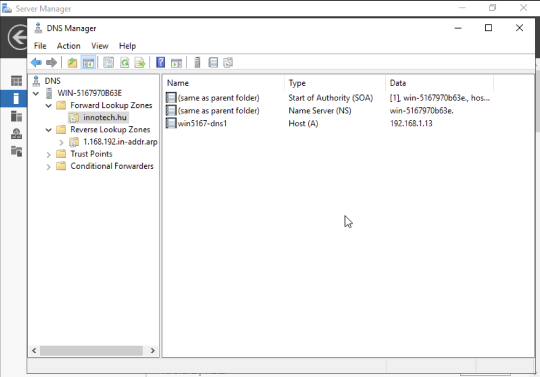 Server Manager
DNS Manager
File Action View Help
DNS
WIN-5167970B63E
Forward Lookup Zones
innotech.hu
Reverse Lookup Zones
1.168.192.in-addr.arp
Trust Points
Conditional Forwarders
Name Type Data
(same as parent folder) Start of Authority (SOA) [1], win-5167970b63e., hos...
(same as parent folder) Name Server (NS) win-5167970b63e.
win5167-dns1 Host (A) 192.168.1.13